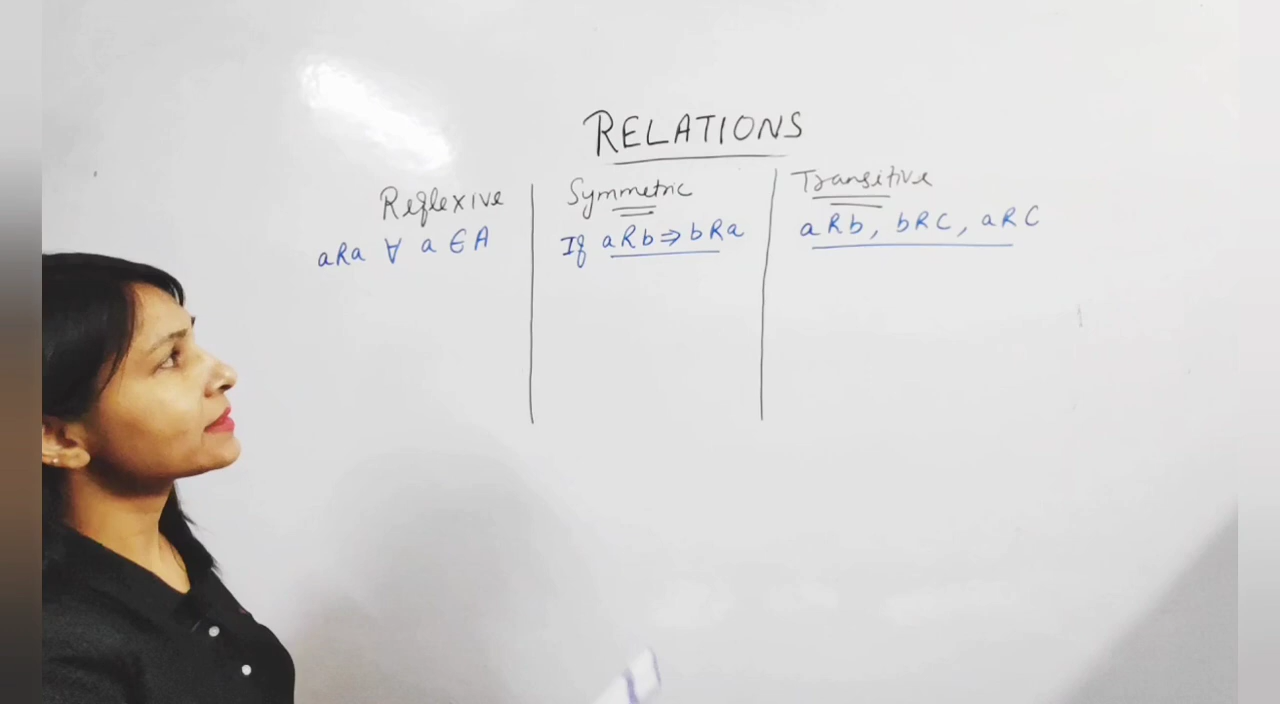 RELATIONS
Reflexive
aRa ∀ a ∈ A
Symmetric
If aRb ⇒ bRa
Transitive
aRb, bRC, aRC